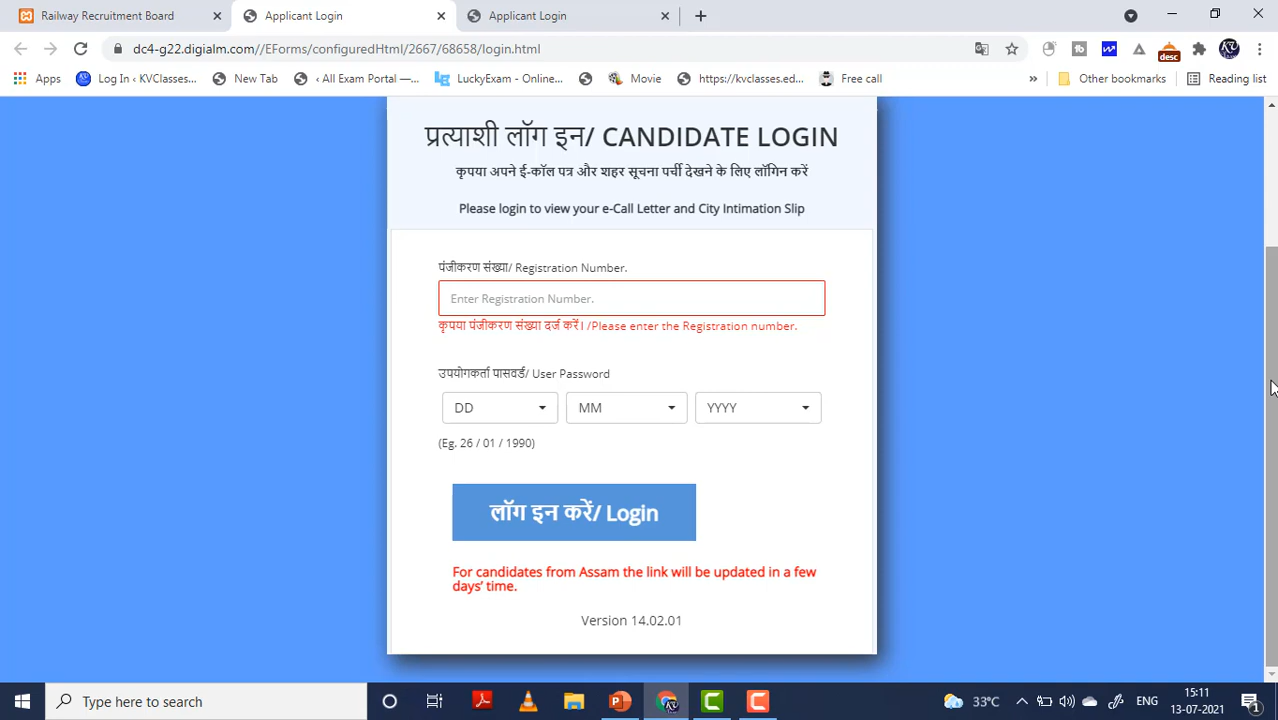 Railway Recruitment Board
Applicant Login
Applicant Login
dc4-g22.digialm.com//EForms/configuredHtml/2667/68658/login.html
desc
Apps
Log In ‹ KVClasses...
New Tab
‹ All Exam Portal —...
LuckyExam - Online...
Movie
https://kvclasses.ed...
Free call
»
Other bookmarks
Reading list
प्रत्याशी लॉग इन/ CANDIDATE LOGIN
कृपया अपने ई-कॉल पत्र और शहर सूचना पर्ची देखने के लिए लॉगिन करें
Please login to view your e-Call Letter and City Intimation Slip
पंजीकरण संख्या/ Registration Number.
Enter Registration Number.
कृपया पंजीकरण संख्या दर्ज करें। /Please enter the Registration number.
उपयोगकर्ता पासवर्ड/ User Password
DD MM YYYY
(Eg. 26 / 01 / 1990)
लॉग इन करें/ Login
For candidates from Assam the link will be updated in a few
days' time.
Version 14.02.01
Type here to search
33°C
ENG
15:11
13-07-2021
1